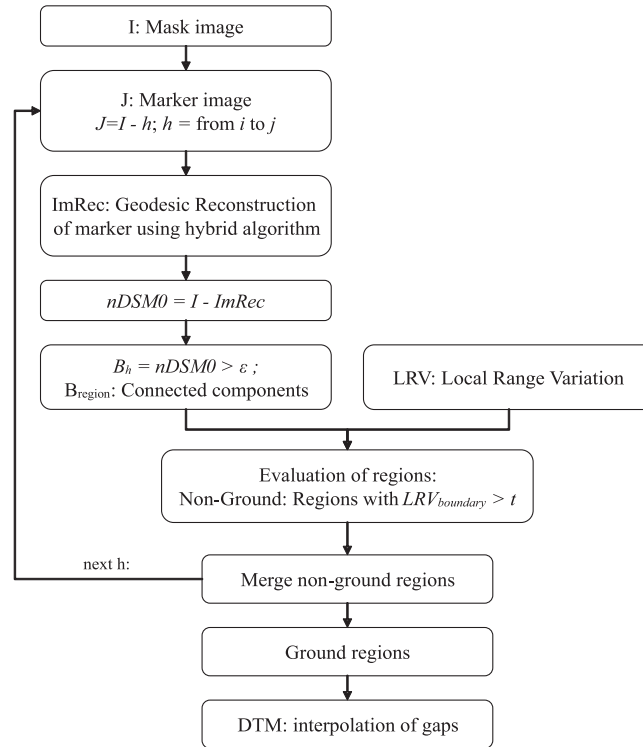 I: Mask image
J: Marker image
J=I - h; h = from i to j
ImRec: Geodesic Reconstruction
of marker using hybrid algorithm
nDSM0 = I - ImRec
Bh = nDSM0 > ε ;
Bregion: Connected components
LRV: Local Range Variation
Evaluation of regions:
Non-Ground: Regions with LRVboundary > t
next h:
Merge non-ground regions
Ground regions
DTM: interpolation of gaps